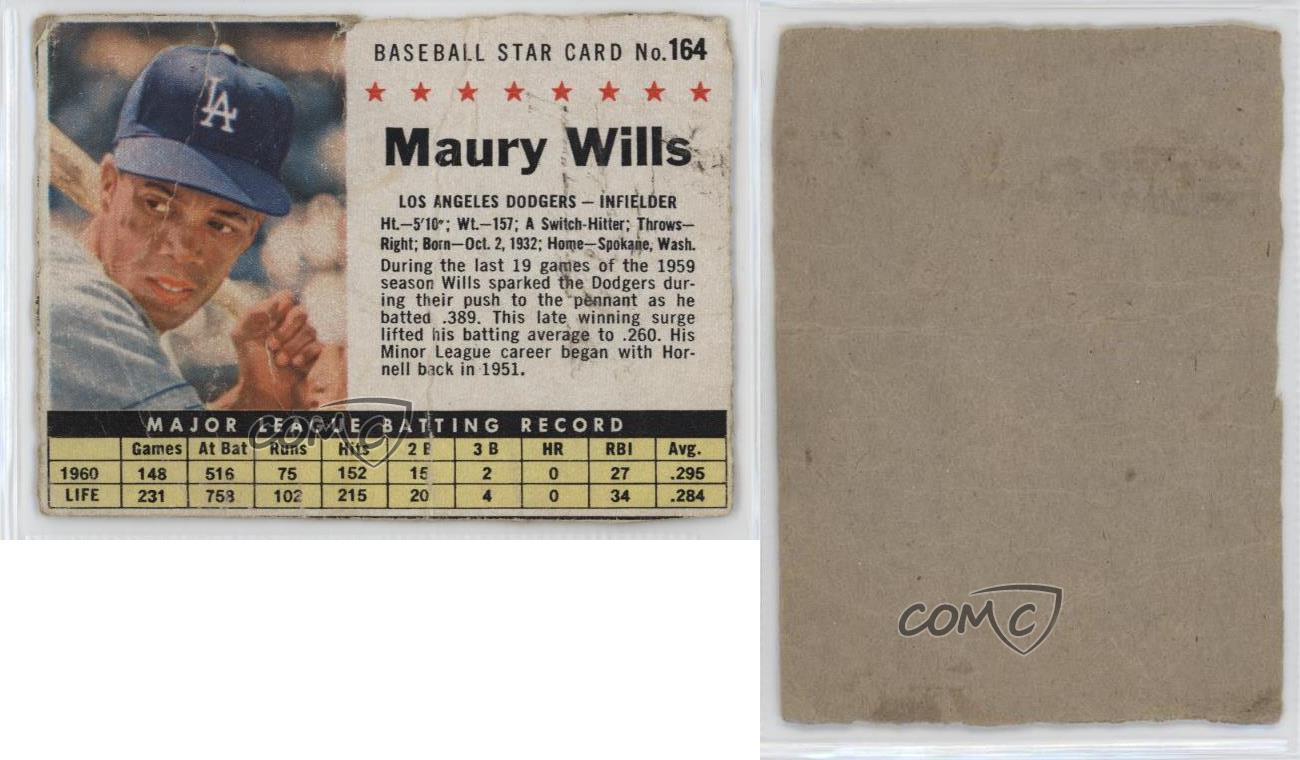 LA
BASEBALL STAR CARD No.164
Maury Wills
LOS ANGELES DODGERS – INFIELDER
Ht.—5'10"; Wt.—157; A Switch-Hitter; Throws—
Right; Born—Oct. 2, 1932; Home—Spokane, Wash.
During the last 19 games of the 1959
season Wills sparked the Dodgers dur-
ing their push to the pennant as he
batted .389. This late winning surge
lifted his batting average to .260. His
Minor League career began with Hor-
nell back in 1951.
MAJOR LEAGUE BATTING RECORD
Games At Bat Runs Hits 2 B 3 B HR RBI Avg.
1960 148 516 75 152 15 2 0 27 .295
LIFE 231 758 102 215 20 4 0 34 .284
COMC
COMC